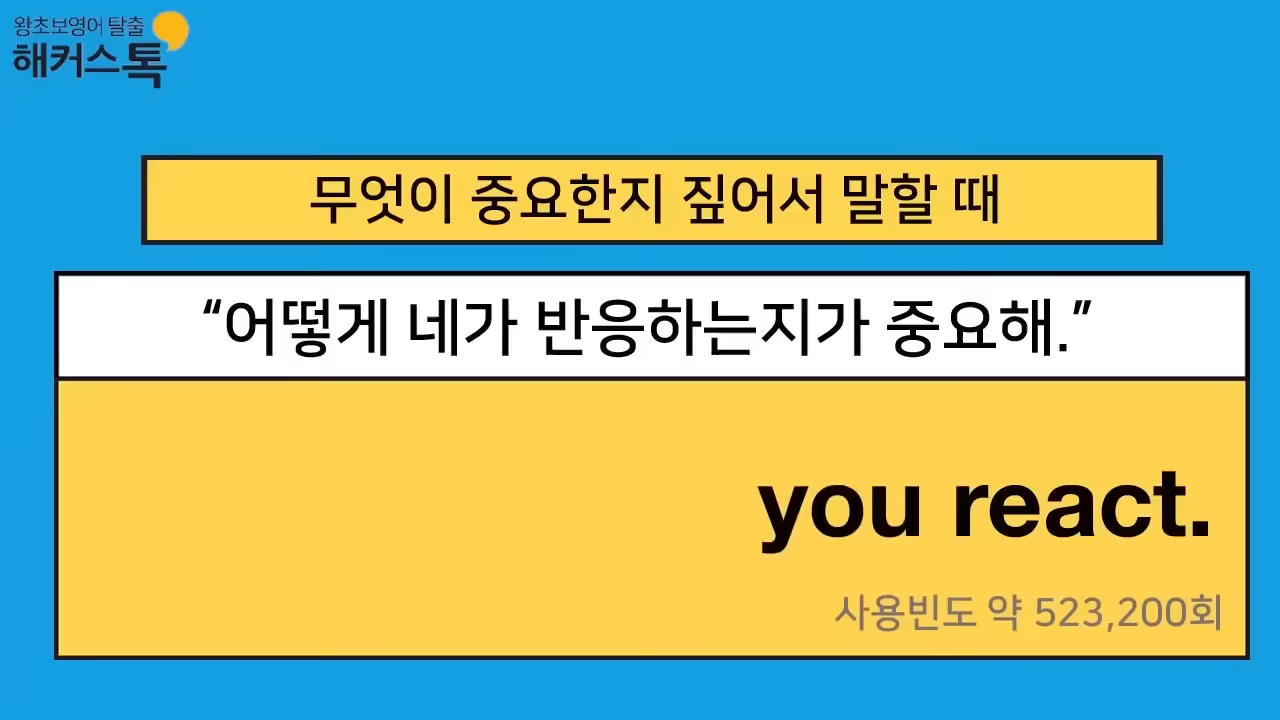 왕초보영어 탈출
해커스톡
무엇이 중요한지 짚어서 말할 때
“어떻게 네가 반응하는지가 중요해.”
you react.
사용빈도 약 523,200회